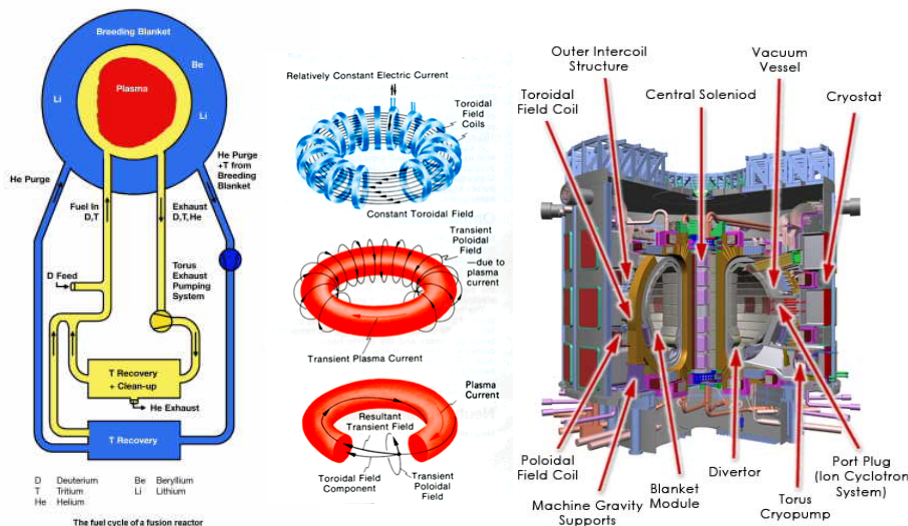 Breeding Blanket
Be
Plasma
Li
Li
He Purge
He Purge
+T from
Breeding
Blanket
Fuel In
D,T
Exhaust
D,T, He
D Feed
Torus
Exhaust
Pumping
System
T Recovery
+ Clean-up
He Exhaust
T Recovery
D Deuterium Be Beryllium
T Tritium Li Lithium
He Helium
The fuel cycle of a fusion reactor
Relatively Constant Electric Current
Toroidal
Field
Coils
Constant Toroidal Field
Transient
Poloidal
Field
—due to
plasma
current
Transient Plasma Current
Plasma
Current
Resultant
Transient Field
Toroidal Field
Component
Transient
Poloidal
Field
Outer Intercoil
Structure
Vacuum
Vessel
Toroidal
Field Coil
Central Soleniod
Cryostat
Poloidal
Field Coil
Machine Gravity
Supports
Blanket
Module
Divertor
Torus
Cryopump
Port Plug
(Ion Cyclotron
System)